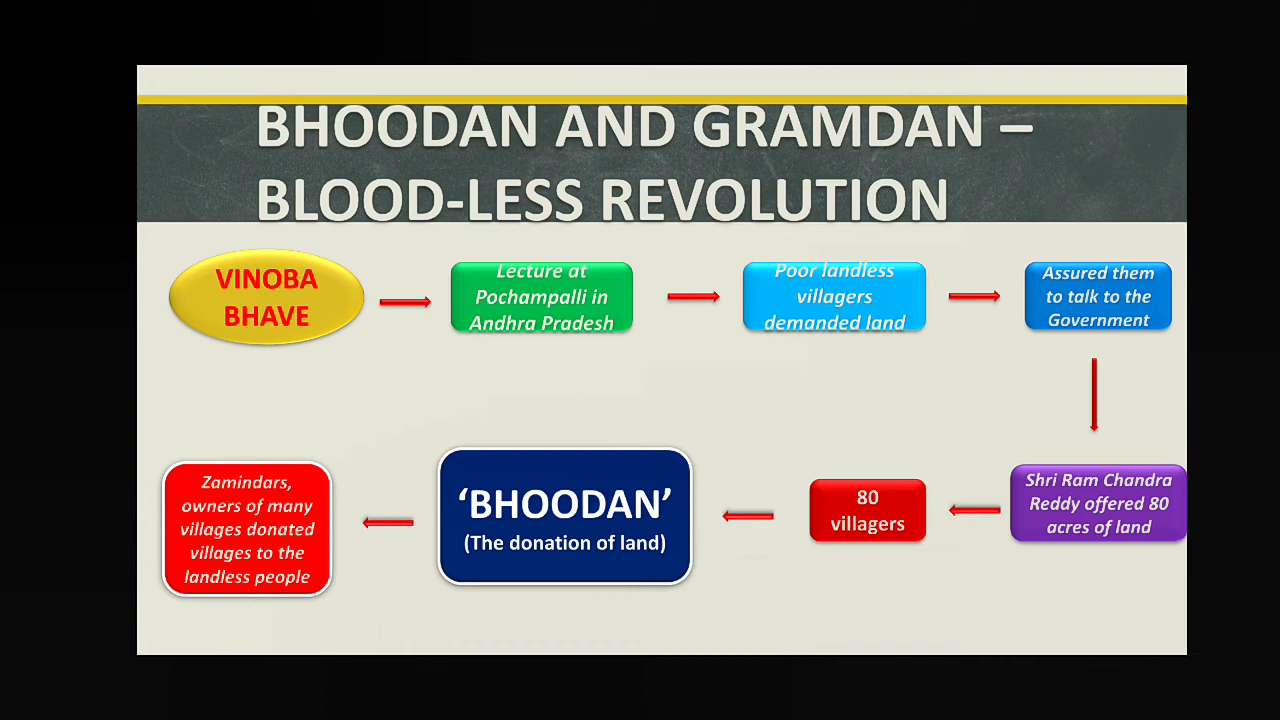 BHOODAN AND GRAMDAN –
BLOOD-LESS REVOLUTION
VINOBA
BHAVE
Lecture at
Pochampalli in
Andhra Pradesh
Poor landless
villagers
demanded land
Assured them
to talk to the
Government
Shri Ram Chandra
Reddy offered 80
acres of land
80
villagers
‘BHOODAN’
(The donation of land)
Zamindars,
owners of many
villages donated
villages to the
landless people